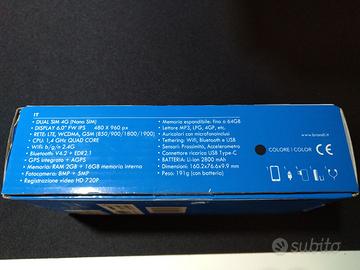 IT
• DUAL SIM 4G (Nano SIM)
• DISPLAY 6.0" FW IPS 480 X 960 px
• RETE: LTE, WCDMA, GSM (850/900/1800/1900)
• CPU: 1,4 GHz QUAD CORE
• Wifi: b/g/n 2.4G
• Bluetooth: V4.2 + EDR2.1
• GPS integrato + AGPS
• Memoria: RAM 2GB + 16GB memoria interna
• Fotocamera: 8MP + 5MP
• Registrazione video HD 720P
• Memoria espandibile: fino a 64GB
• Lettore MP3, LPG, 4GP, etc.
• Auricolari con microfono inclusi
• Tethering: Wifi + Bluetooth + USB
• Sensori: Prossimità, Accelerometro
• Connettore ricarica USB Type-C
• BATTERIA: Li-ion 2800 mAh
• Dimensioni: 160.2x76.6x9.9 mm
• Peso: 191g (con batteria)
www.brondi.it
COLORE | COLOR
subito